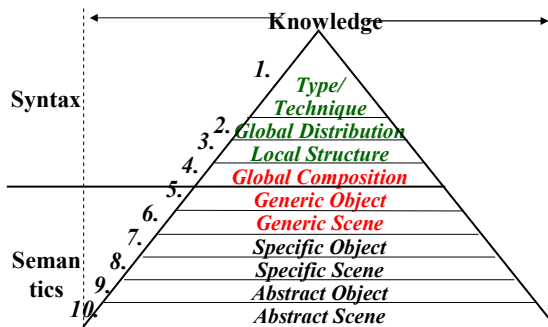 Knowledge
1.
Type/
Technique
Syntax
2.
Global Distribution
3.
Local Structure
4.
Global Composition
5.
Generic Object
6.
Generic Scene
7.
Specific Object
Seman
tics
8.
Specific Scene
9.
Abstract Object
10.
Abstract Scene